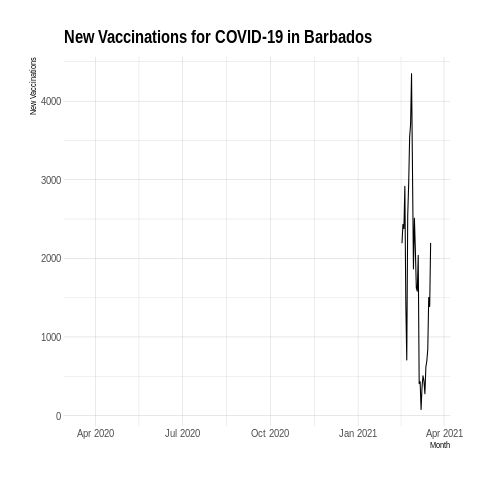 New Vaccinations for COVID-19 in Barbados
New Vaccinations
4000
3000
2000
1000
0
Apr 2020 Jul 2020 Oct 2020 Jan 2021 Apr 2021
Month